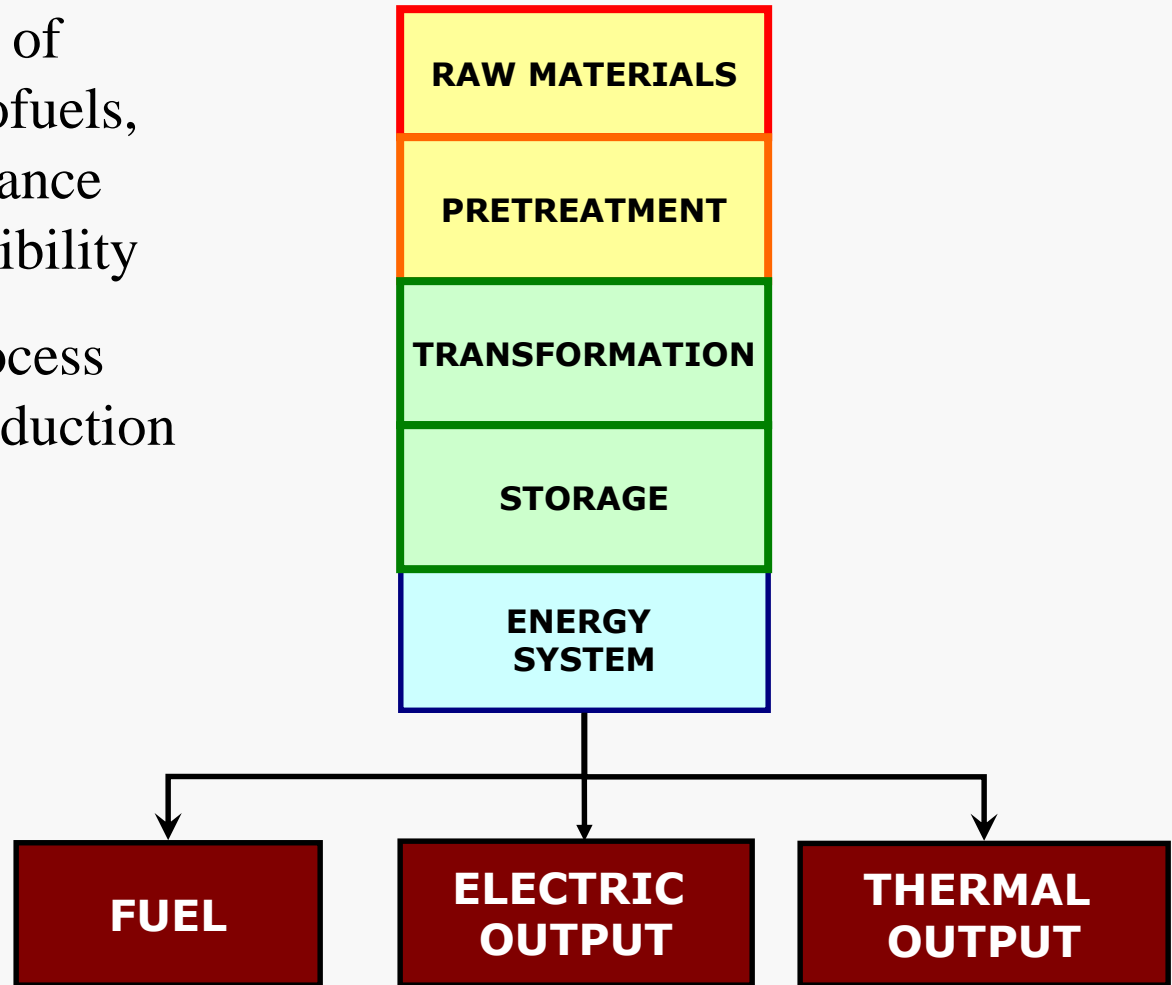 of
ofuels,
ance
ibility
ocess
duction
RAW MATERIALS
PRETREATMENT
TRANSFORMATION
STORAGE
ENERGY
SYSTEM
FUEL
ELECTRIC
OUTPUT
THERMAL
OUTPUT